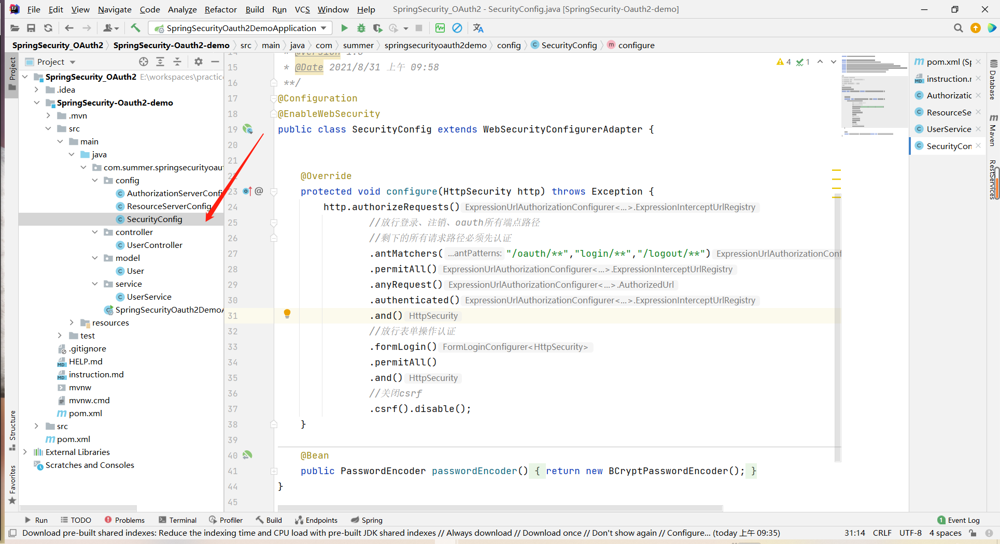 File Edit View Navigate Code Analyze Refactor Build Run VCS Window Help SpringSecurity_OAuth2 - SecurityConfig.java [SpringSecurity-Oauth2-demo]
SpringSecurityOauth2DemoApplication
SpringSecurity_OAuth2 SpringSecurity-Oauth2-demo src main java com summer springsecurityoauth2demo config SecurityConfig configure
Project
Project
SpringSecurity_OAuth2 E:\workspaces\practic
.idea
SpringSecurity-Oauth2-demo
.mvn
src
main
java
com.summer.springsecurityoau
config
AuthorizationServerConfi
ResourceServerConfig
SecurityConfig
controller
UserController
model
User
service
UserService
SpringSecurityOauth2DemoA
resources
test
.gitignore
HELP.md
instruction.md
mvnw
mvnw.cmd
pom.xml
src
pom.xml
External Libraries
Scratches and Consoles
Structure
Favorites
14 * @Version 1.0
15 * @Date 2021/8/31 上午 09:58
16 **/
17 @Configuration
18 @EnableWebSecurity
19 public class SecurityConfig extends WebSecurityConfigurerAdapter {
20
21
22 @Override
23 @ protected void configure(HttpSecurity http) throws Exception {
24 http.authorizeRequests() ExpressionUrlAuthorizationConfigurer<...>.ExpressionInterceptUrlRegistry
25 //放行登录、注销、oauth所有端点路径
26 //剩下的所有请求路径必须先认证
27 .antMatchers( ...antPatterns: "/oauth/**","login/**","/logout/**") ExpressionUrlAuthorizationConf
28 .permitAll() ExpressionUrlAuthorizationConfigurer<...>.ExpressionInterceptUrlRegistry
29 .anyRequest() ExpressionUrlAuthorizationConfigurer<...>.AuthorizedUrl
30 .authenticated() ExpressionUrlAuthorizationConfigurer<...>.ExpressionInterceptUrlRegistry
31 .and() HttpSecurity
32 //放行表单操作认证
33 .formLogin() FormLoginConfigurer<HttpSecurity>
34 .permitAll()
35 .and() HttpSecurity
36 //关闭csrf
37 .csrf().disable();
38 }
39
40 @Bean
41 public PasswordEncoder passwordEncoder() { return new BCryptPasswordEncoder(); }
44 }
45
4 1
pom.xml (Sp
instruction.r
Authorizatic
ResourceSe
UserService
SecurityCon
Database
Maven
RestServices
Run TODO Problems Terminal Profiler Build Endpoints Spring 1 Event Log
Download pre-built shared indexes: Reduce the indexing time and CPU load with pre-built JDK shared indexes // Always download // Download once // Don't show again // Configure... (today 上午 09:35) 31:14 CRLF UTF-8 4 spaces